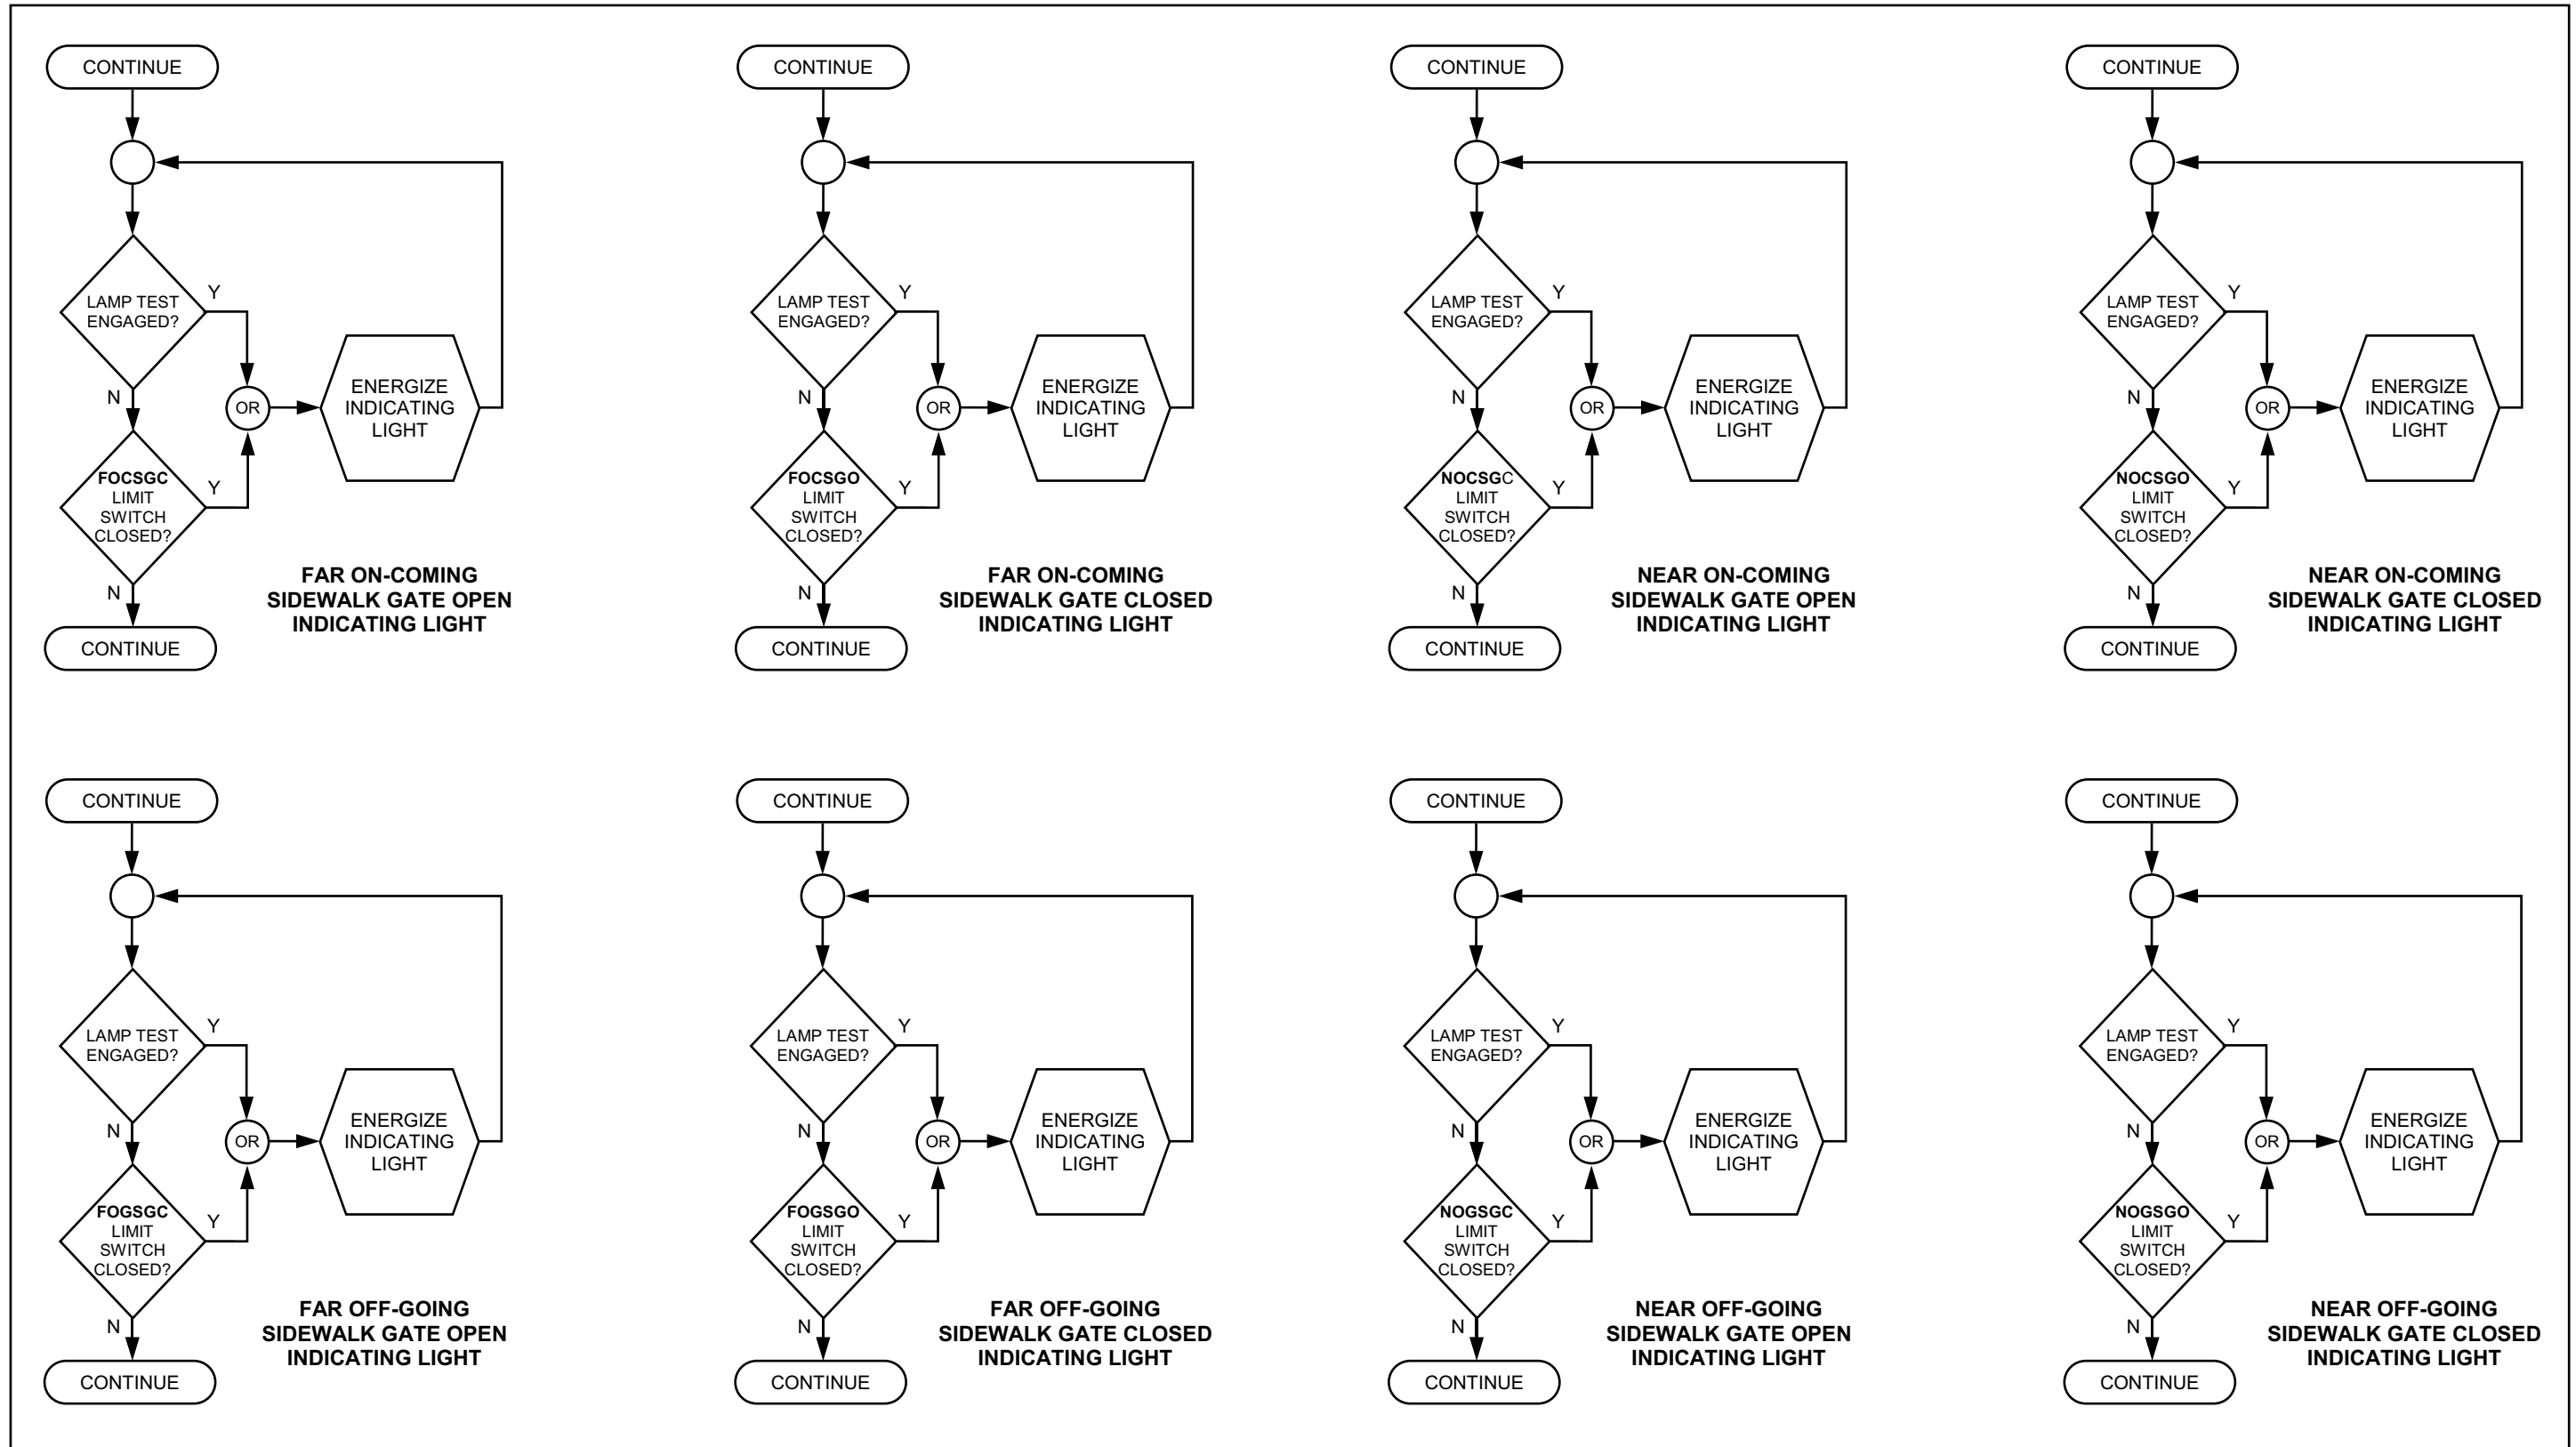 CONTINUE
LAMP TEST
ENGAGED?
Y
N
OR
ENERGIZE
INDICATING
LIGHT
FOCSGC
LIMIT
SWITCH
CLOSED?
Y
N
FAR ON-COMING
SIDEWALK GATE OPEN
INDICATING LIGHT
CONTINUE
CONTINUE
LAMP TEST
ENGAGED?
Y
N
OR
ENERGIZE
INDICATING
LIGHT
FOCSGO
LIMIT
SWITCH
CLOSED?
Y
N
FAR ON-COMING
SIDEWALK GATE CLOSED
INDICATING LIGHT
CONTINUE
CONTINUE
LAMP TEST
ENGAGED?
Y
N
OR
ENERGIZE
INDICATING
LIGHT
NOCSGC
LIMIT
SWITCH
CLOSED?
Y
N
NEAR ON-COMING
SIDEWALK GATE OPEN
INDICATING LIGHT
CONTINUE
CONTINUE
LAMP TEST
ENGAGED?
Y
N
OR
ENERGIZE
INDICATING
LIGHT
NOCSGO
LIMIT
SWITCH
CLOSED?
Y
N
NEAR ON-COMING
SIDEWALK GATE CLOSED
INDICATING LIGHT
CONTINUE
CONTINUE
LAMP TEST
ENGAGED?
Y
N
OR
ENERGIZE
INDICATING
LIGHT
FOGSGC
LIMIT
SWITCH
CLOSED?
Y
N
FAR OFF-GOING
SIDEWALK GATE OPEN
INDICATING LIGHT
CONTINUE
CONTINUE
LAMP TEST
ENGAGED?
Y
N
OR
ENERGIZE
INDICATING
LIGHT
FOGSGO
LIMIT
SWITCH
CLOSED?
Y
N
FAR OFF-GOING
SIDEWALK GATE CLOSED
INDICATING LIGHT
CONTINUE
CONTINUE
LAMP TEST
ENGAGED?
Y
N
OR
ENERGIZE
INDICATING
LIGHT
NOGSGC
LIMIT
SWITCH
CLOSED?
Y
N
NEAR OFF-GOING
SIDEWALK GATE OPEN
INDICATING LIGHT
CONTINUE
CONTINUE
LAMP TEST
ENGAGED?
Y
N
OR
ENERGIZE
INDICATING
LIGHT
NOGSGO
LIMIT
SWITCH
CLOSED?
Y
N
NEAR OFF-GOING
SIDEWALK GATE CLOSED
INDICATING LIGHT
CONTINUE